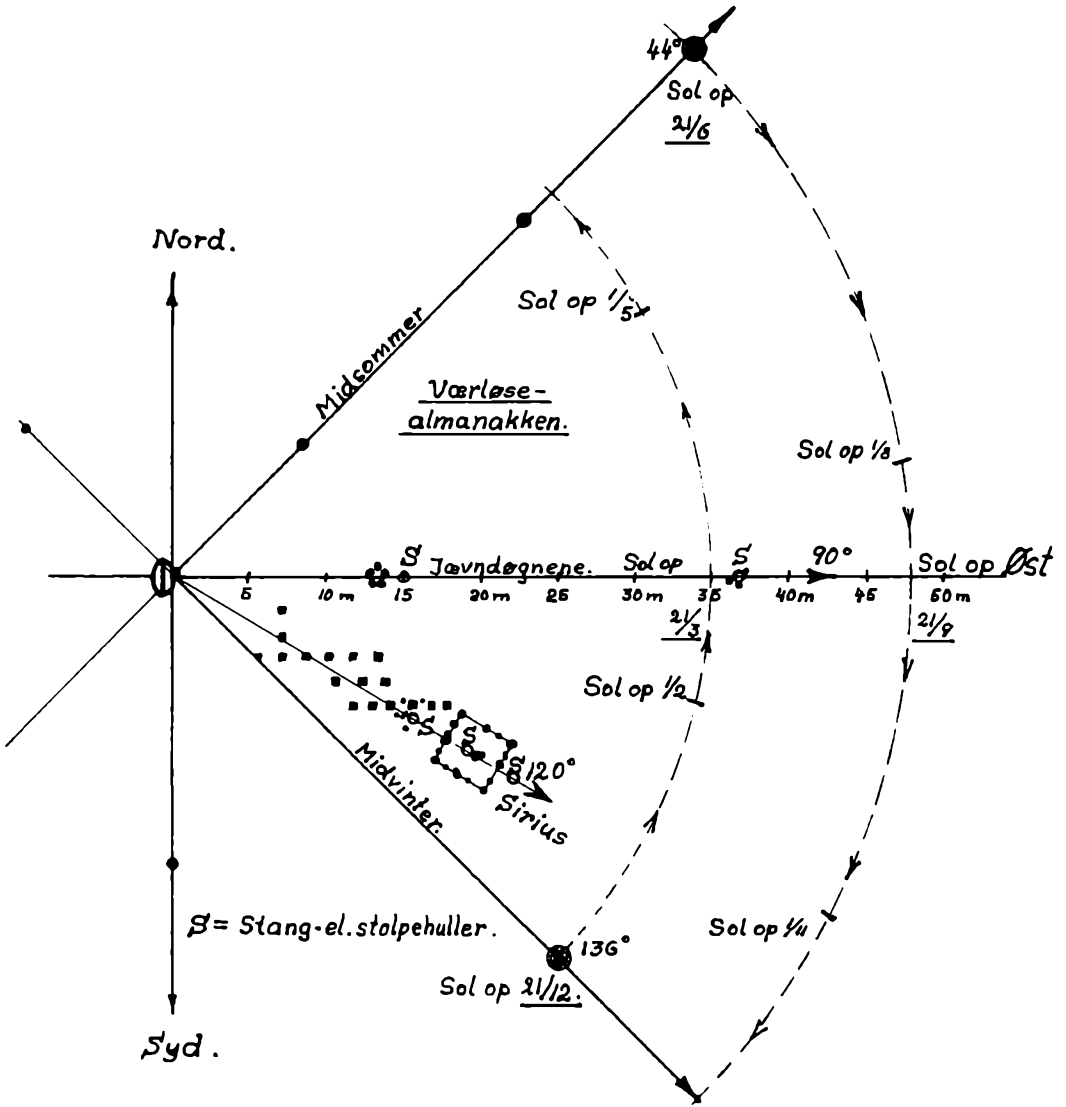 44°
Sol op
21/6
Nord.
Sol op 1/5
Midsommer
Værløse-
almanakken.
Sol op 1/8
S
Jævndøgnene.
Sol op
S
90°
Sol op
Øst
5
10 m
15
20 m
25
30 m
35
40 m
45
50 m
21/3
21/9
Sol op 1/2
S
S
S
120°
Sirius
Midvinter.
S = Stang-el. stolpehuller.
Sol op 1/11
136°
Sol op 21/12.
Syd.